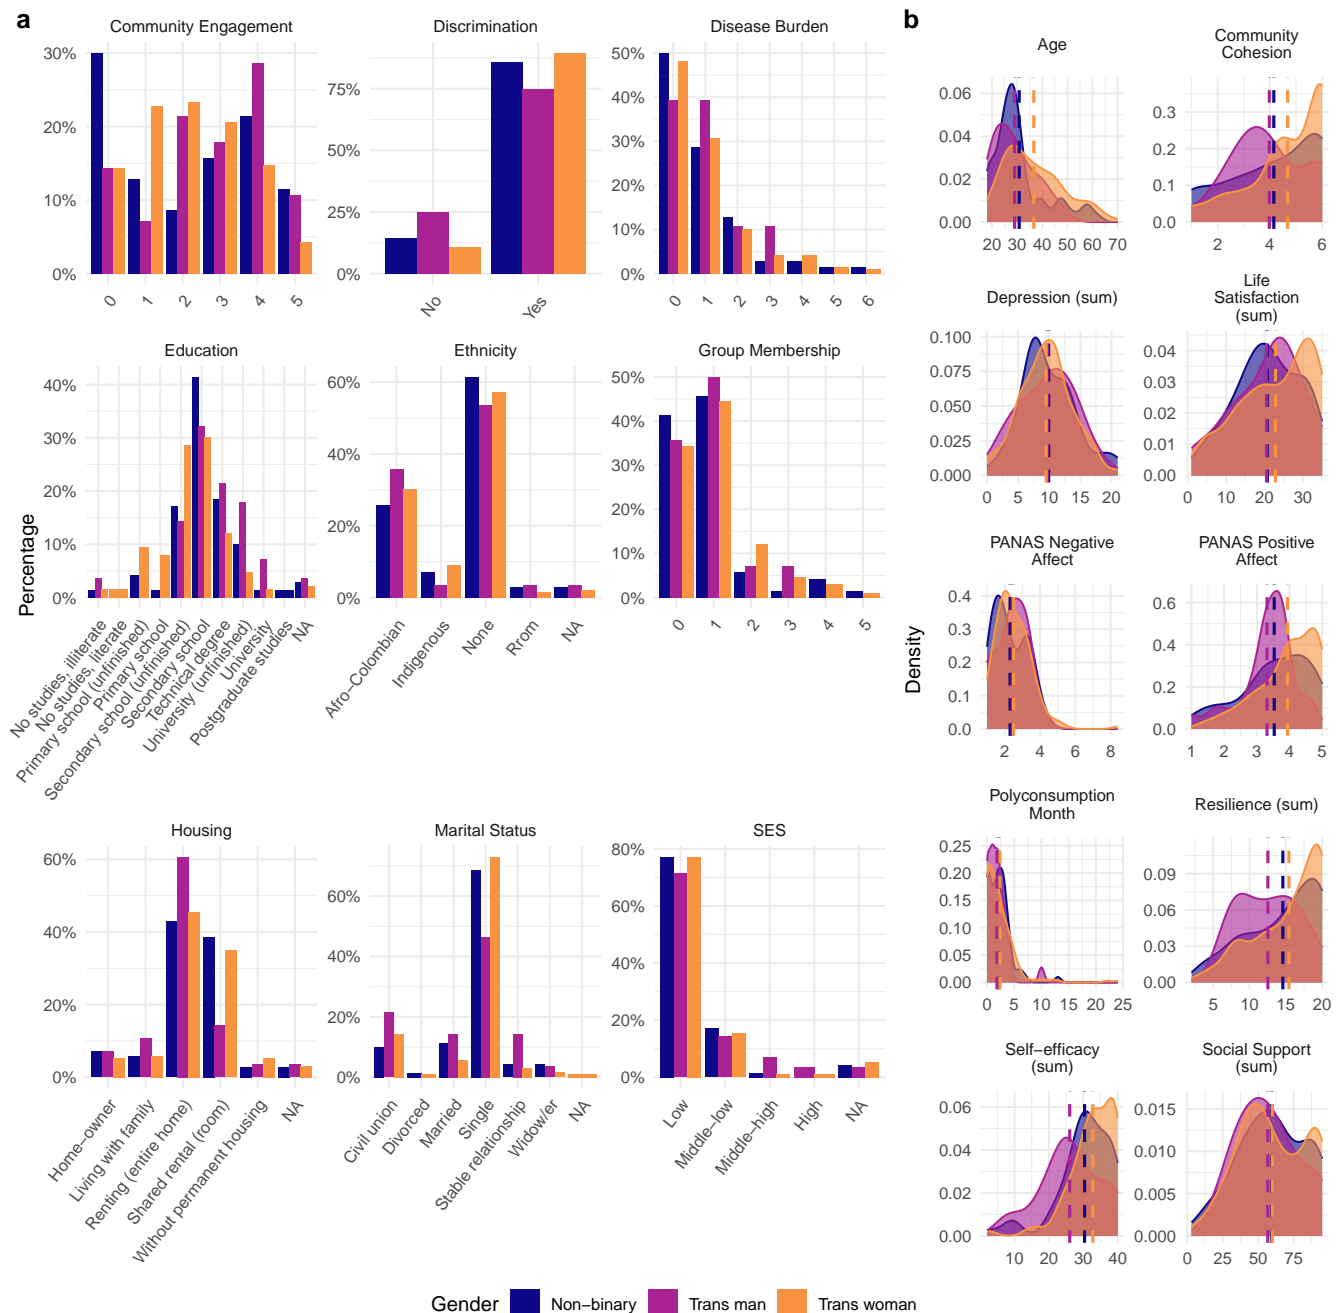 a
Community Engagement
30%
20%
10%
0%
0
1
2
3
4
5
Discrimination
75%
50%
25%
0%
No
Yes
Disease Burden
50%
40%
30%
20%
10%
0%
0
1
2
3
4
5
6
Percentage
Education
40%
30%
20%
10%
0%
No studies, illiterate
No studies, literate
Primary school (unfinished)
Primary school
Secondary school (unfinished)
Secondary school
Technical degree
University (unfinished)
University
Postgraduate studies
NA
Ethnicity
60%
40%
20%
0%
Afro−Colombian
Indigenous
None
Rrom
NA
Group Membership
50%
40%
30%
20%
10%
0%
0
1
2
3
4
5
Housing
60%
40%
20%
0%
Home−owner
Living with family
Renting (entire home)
Shared rental (room)
Without permanent housing
NA
Marital Status
60%
40%
20%
0%
Civil union
Divorced
Married
Single
Stable relationship
Widow/er
NA
SES
80%
60%
40%
20%
0%
Low
Middle−low
Middle−high
High
NA
b
Density
Age
0.06
0.04
0.02
0.00
20 30 40 50 60 70
Community
Cohesion
0.3
0.2
0.1
0.0
2 4 6
Depression (sum)
0.100
0.075
0.050
0.025
0.000
0 5 10 15 20
Life
Satisfaction
(sum)
0.04
0.03
0.02
0.01
0.00
0 10 20 30
PANAS Negative
Affect
0.4
0.3
0.2
0.1
0.0
2 4 6 8
PANAS Positive
Affect
0.6
0.4
0.2
0.0
1 2 3 4 5
Polyconsumption
Month
0.25
0.20
0.15
0.10
0.05
0.00
0 5 10 15 20 25
Resilience (sum)
0.09
0.06
0.03
0.00
5 10 15 20
Self−efficacy
(sum)
0.06
0.04
0.02
0.00
10 20 30 40
Social Support
(sum)
0.015
0.010
0.005
0.000
0 25 50 75
Gender Non−binary Trans man Trans woman